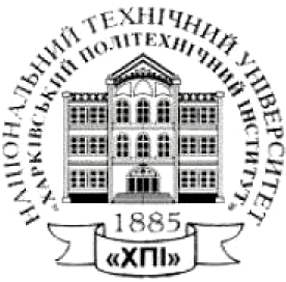 НАЦІОНАЛЬНИЙ ТЕХНІЧНИЙ УНІВЕРСИТЕТ
«ХАРКІВСЬКИЙ ПОЛІТЕХНІЧНИЙ ІНСТИТУТ»
1885
«ХПІ»